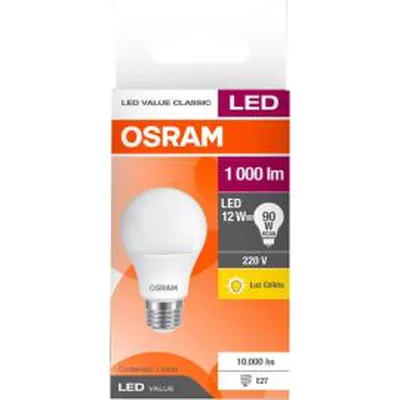 LED VALUE CLASSIC
LED
OSRAM
1 000 lm
LED
12 W=
90
W
220 V
Luz Cálida
OSRAM
10.000 hs
E27
LED VALUE